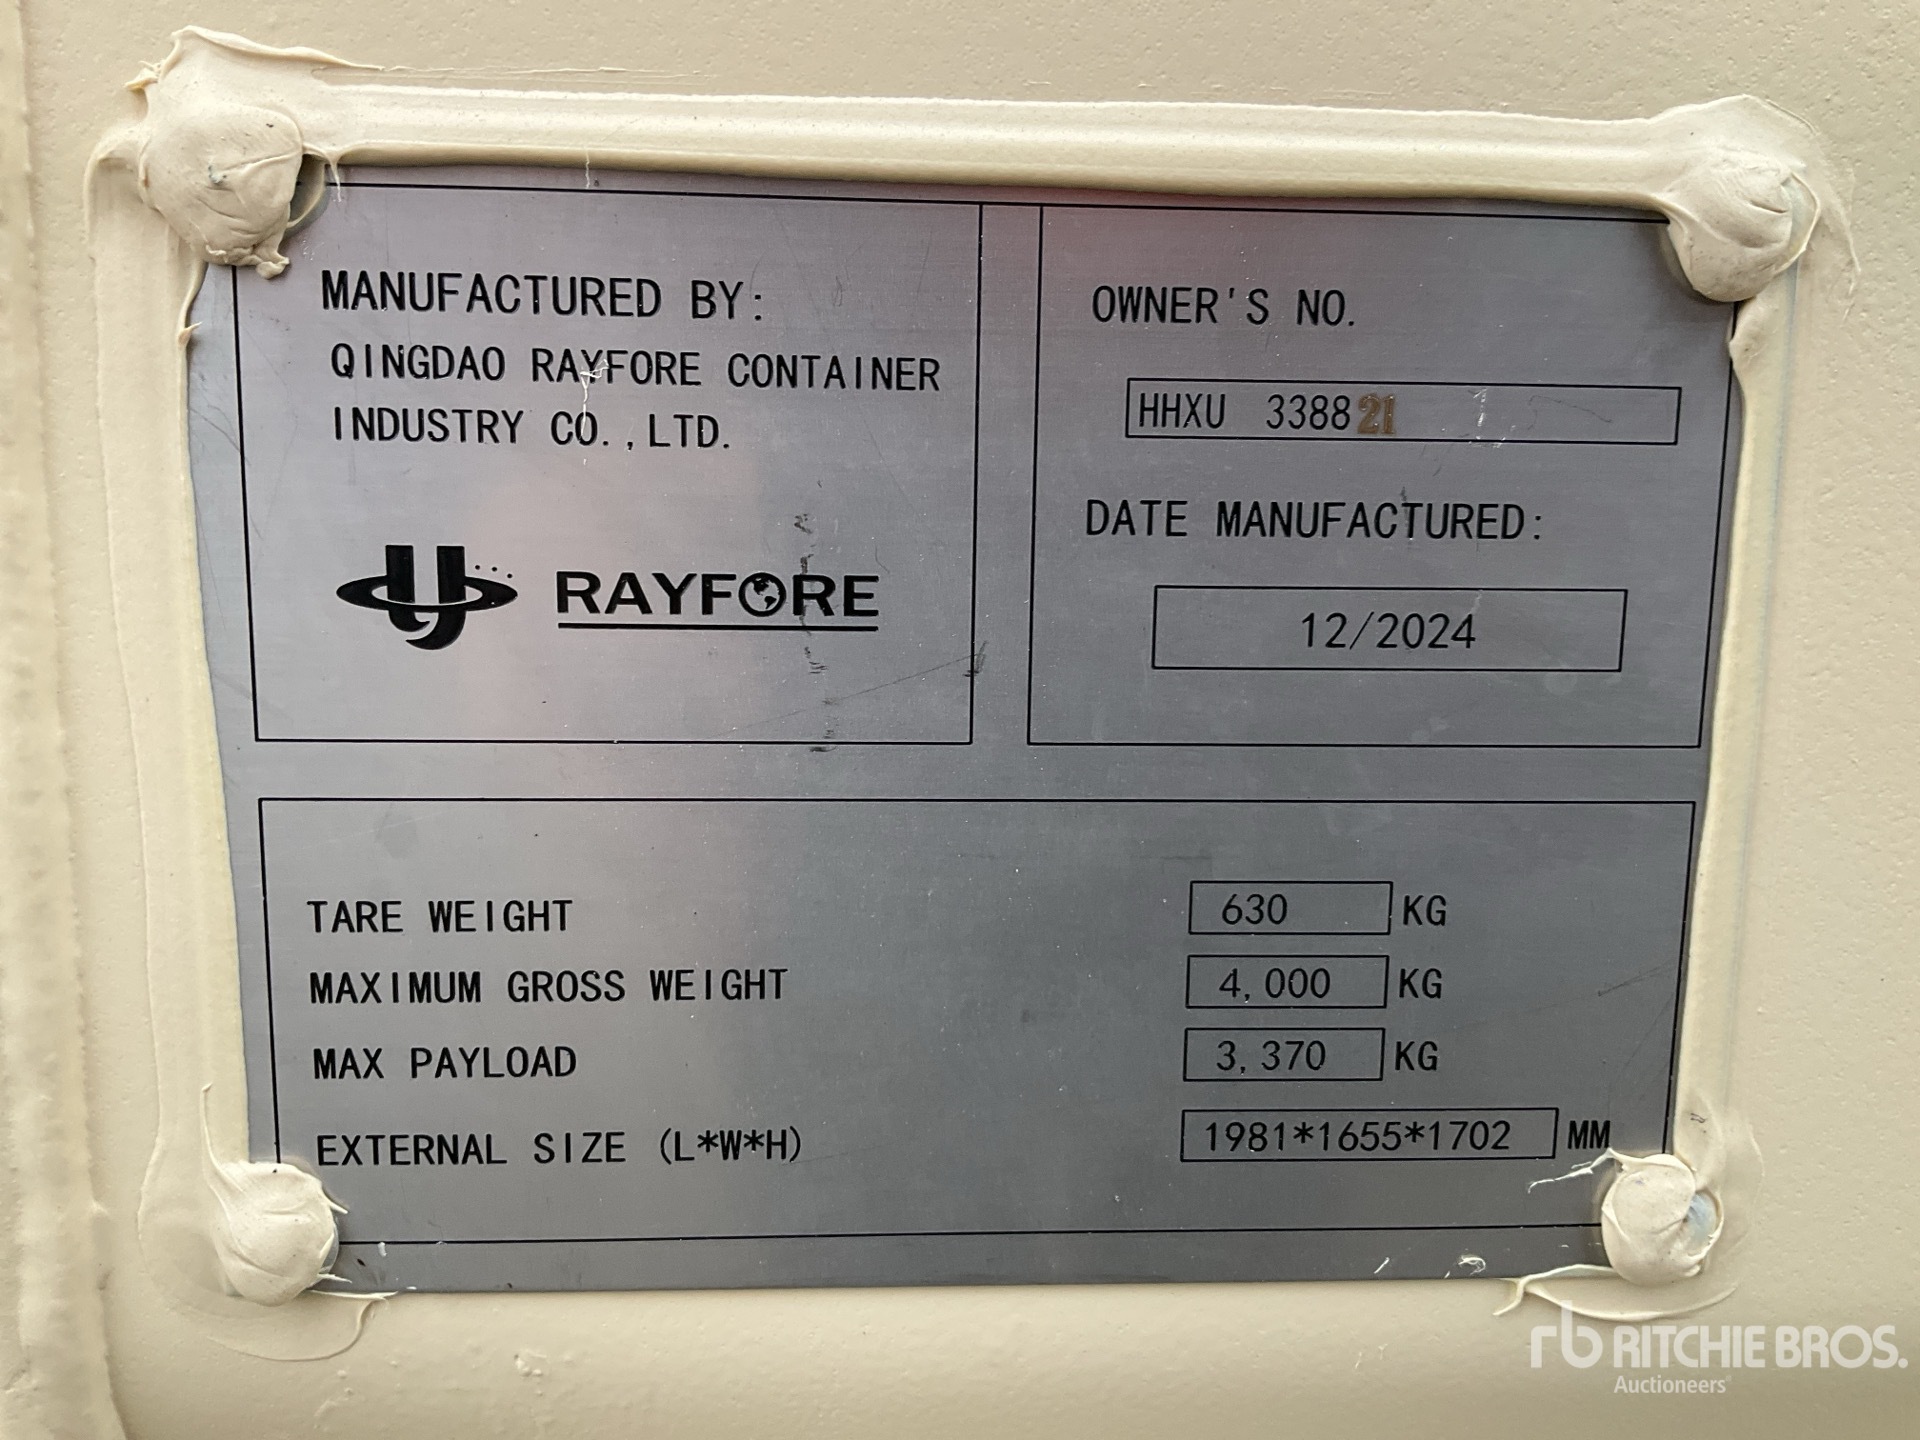 MANUFACTURED BY:
QINGDAO RAYFORE CONTAINER
INDUSTRY CO.,LTD.
RAYFORE
OWNER'S NO.
HHXU 338821
DATE MANUFACTURED:
12/2024
TARE WEIGHT 630 KG
MAXIMUM GROSS WEIGHT 4,000 KG
MAX PAYLOAD 3,370 KG
EXTERNAL SIZE (L*W*H) 1981*1655*1702 MM
rb RITCHIE BROS.
Auctioneers